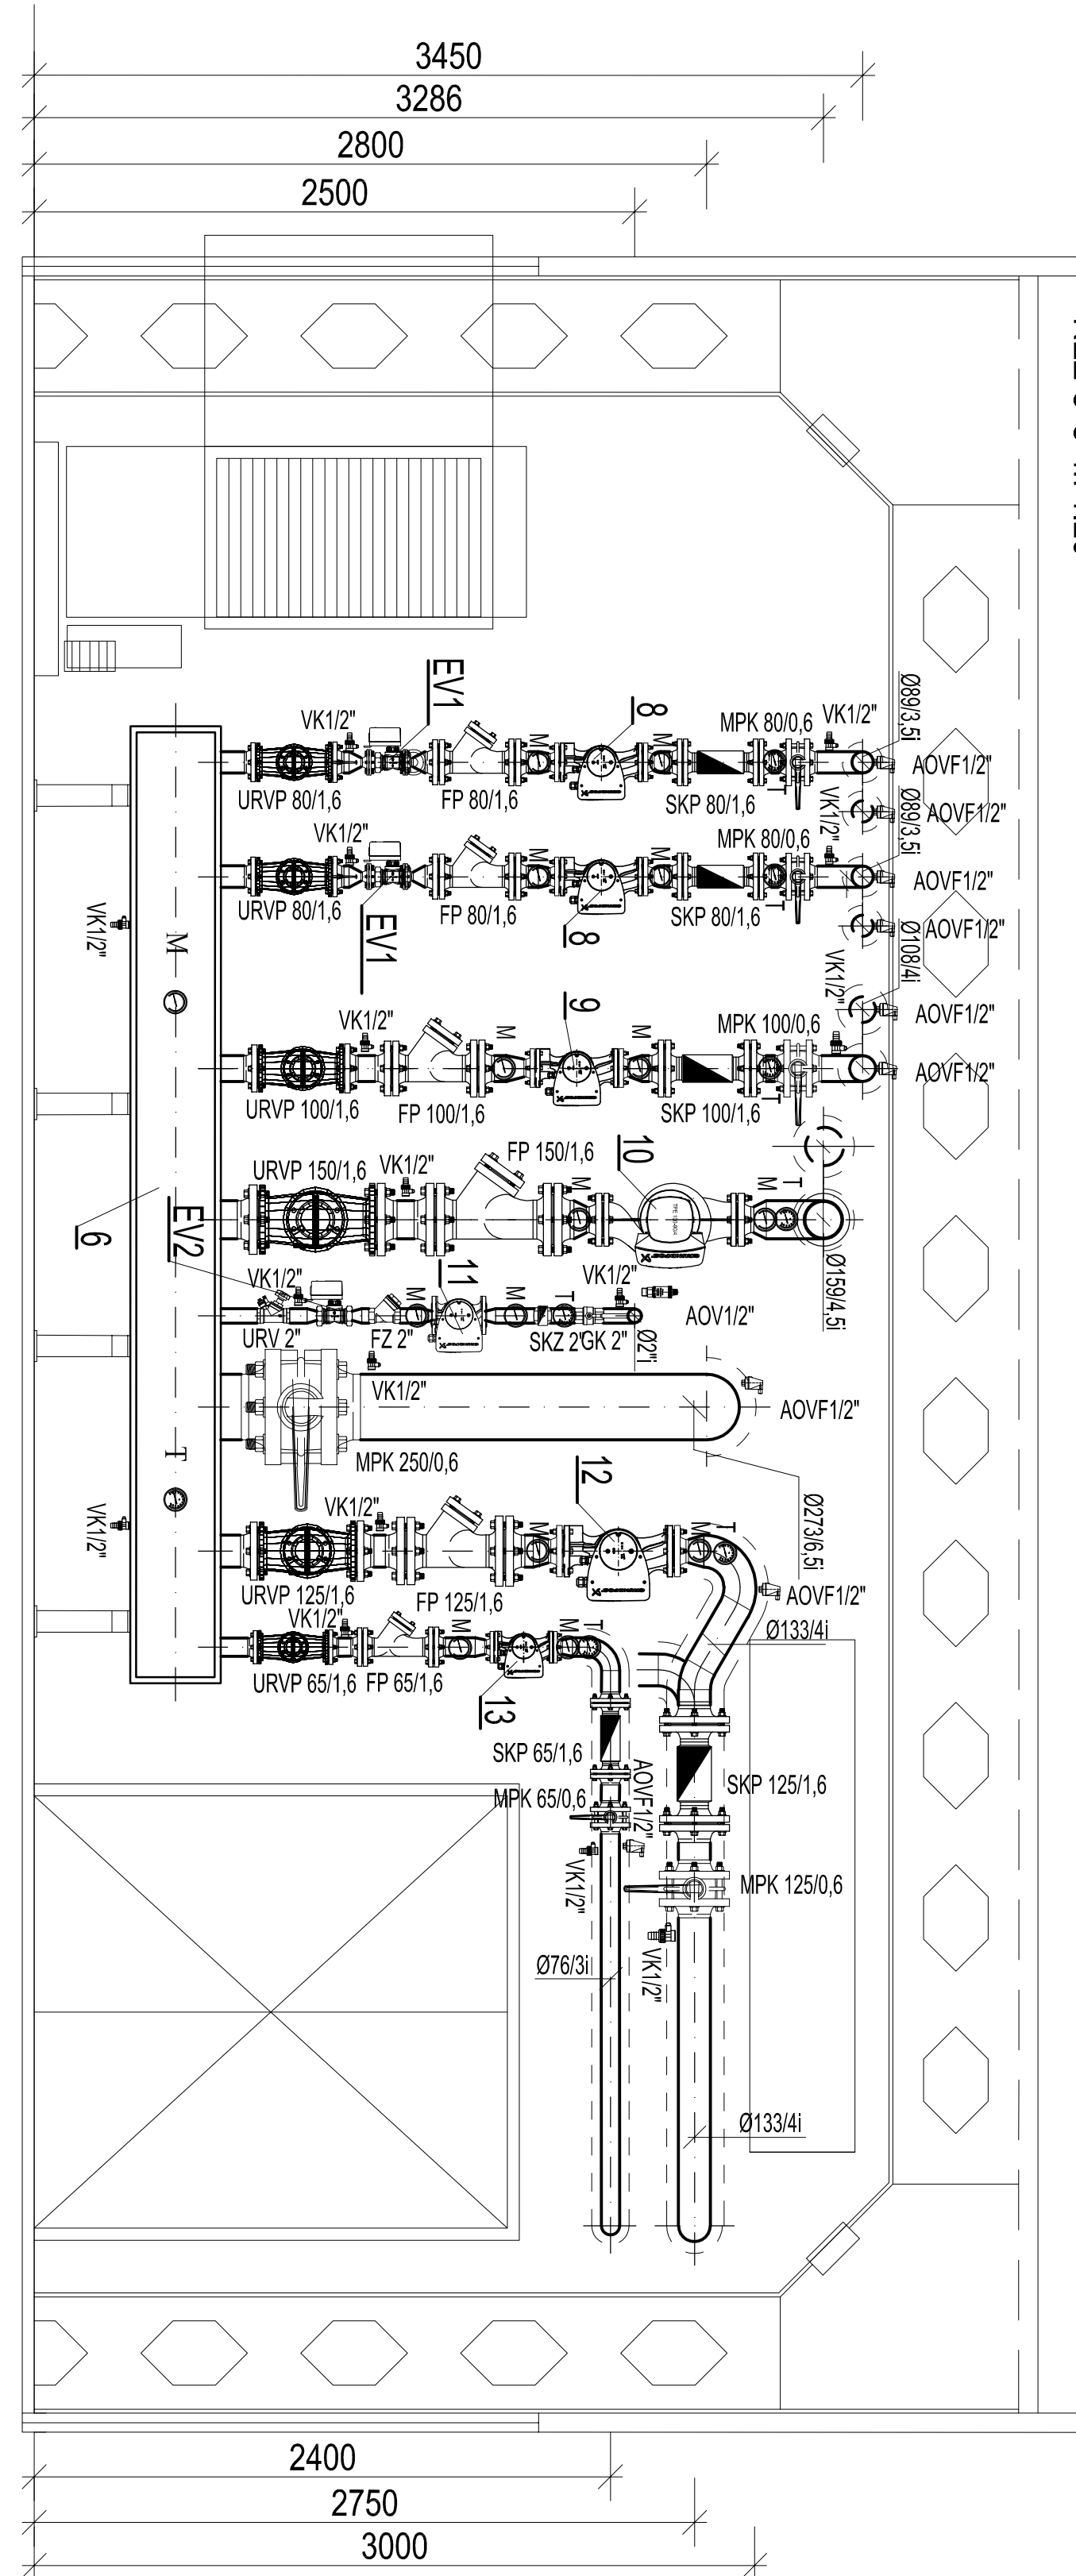 3450
3286
2800
2500
EV1
8
MPK 80/0,6
VK1/2"
Ø89/3,5i
VK1/2"
M
M
T
AOVF1/2"
URVP 80/1,6
FP 80/1,6
SKP 80/1,6
VK1/2"
Ø89/3,5i
AOVF1/2"
VK1/2"
MPK 80/0,6
M
M
T
AOVF1/2"
URVP 80/1,6
FP 80/1,6
SKP 80/1,6
EV1
8
VK1/2"
M
AOVF1/2"
Ø108/4i
VK1/2"
9
AOVF1/2"
VK1/2"
MPK 100/0,6
M
M
T
AOVF1/2"
URVP 100/1,6
FP 100/1,6
SKP 100/1,6
URVP 150/1,6
VK1/2"
FP 150/1,6
10
M
M
T
6
EV2
Ø159/4,5i
VK1/2"
11
VK1/2"
M
M
T
AOV1/2"
URV 2"
FZ 2"
SKZ 2"
GK 2"
Ø2"i
VK1/2"
AOVF1/2"
T
MPK 250/0,6
12
VK1/2"
VK1/2"
M
M
T
Ø273/6,5i
URVP 125/1,6
FP 125/1,6
AOVF1/2"
VK1/2"
M
M
T
Ø133/4i
URVP 65/1,6
FP 65/1,6
13
SKP 65/1,6
AOVF1/2"
SKP 125/1,6
MPK 65/0,6
VK1/2"
MPK 125/0,6
Ø76/3i
VK1/2"
Ø133/4i
2400
2750
3000